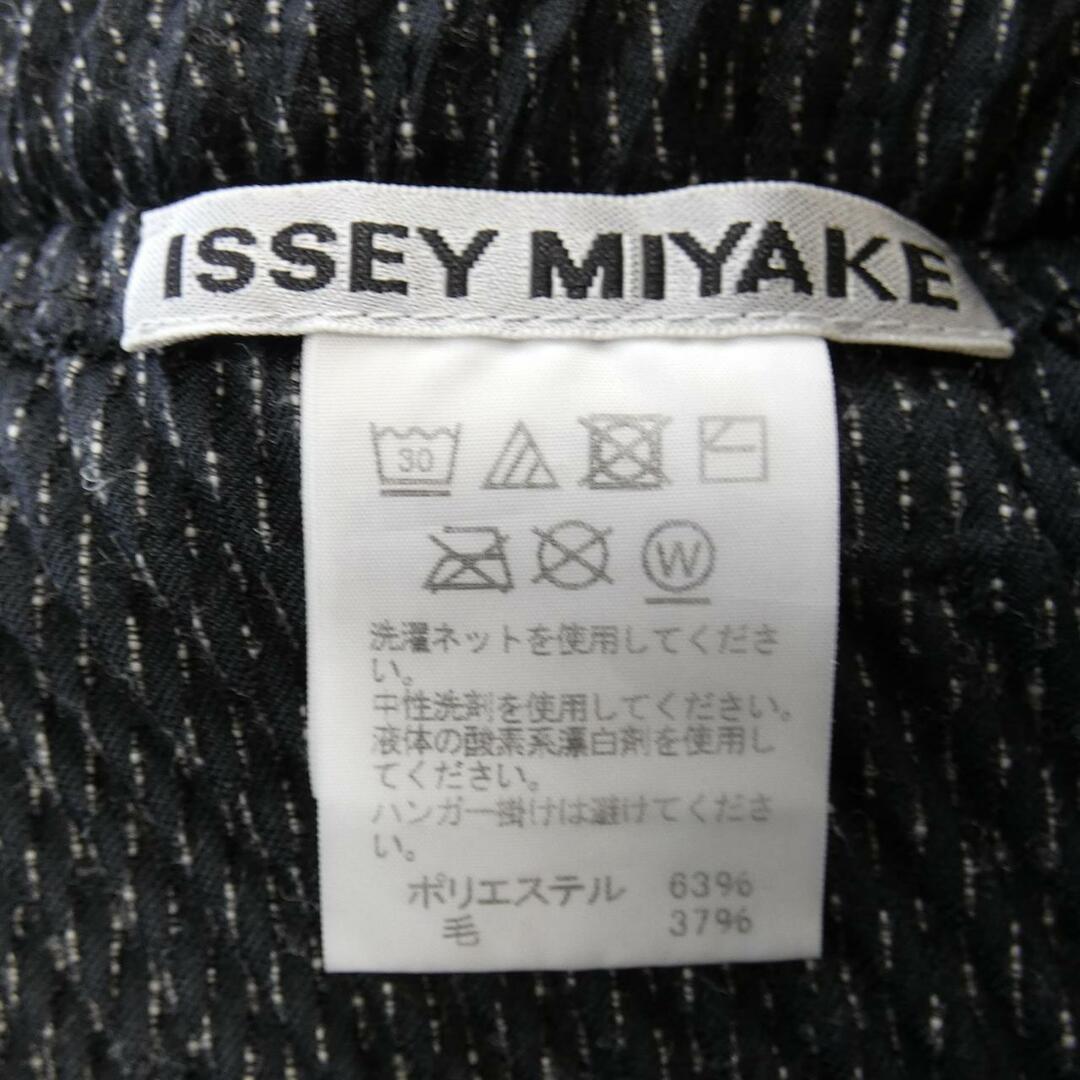 ISSEY MIYAKE
30
W
洗濯ネットを使用してくださ
い。
中性洗剤を使用してください。
液体の酸素系漂白剤を使用し
てください。
ハンガー掛けは避けてくださ
い。
ポリエステル 63%
毛 37%